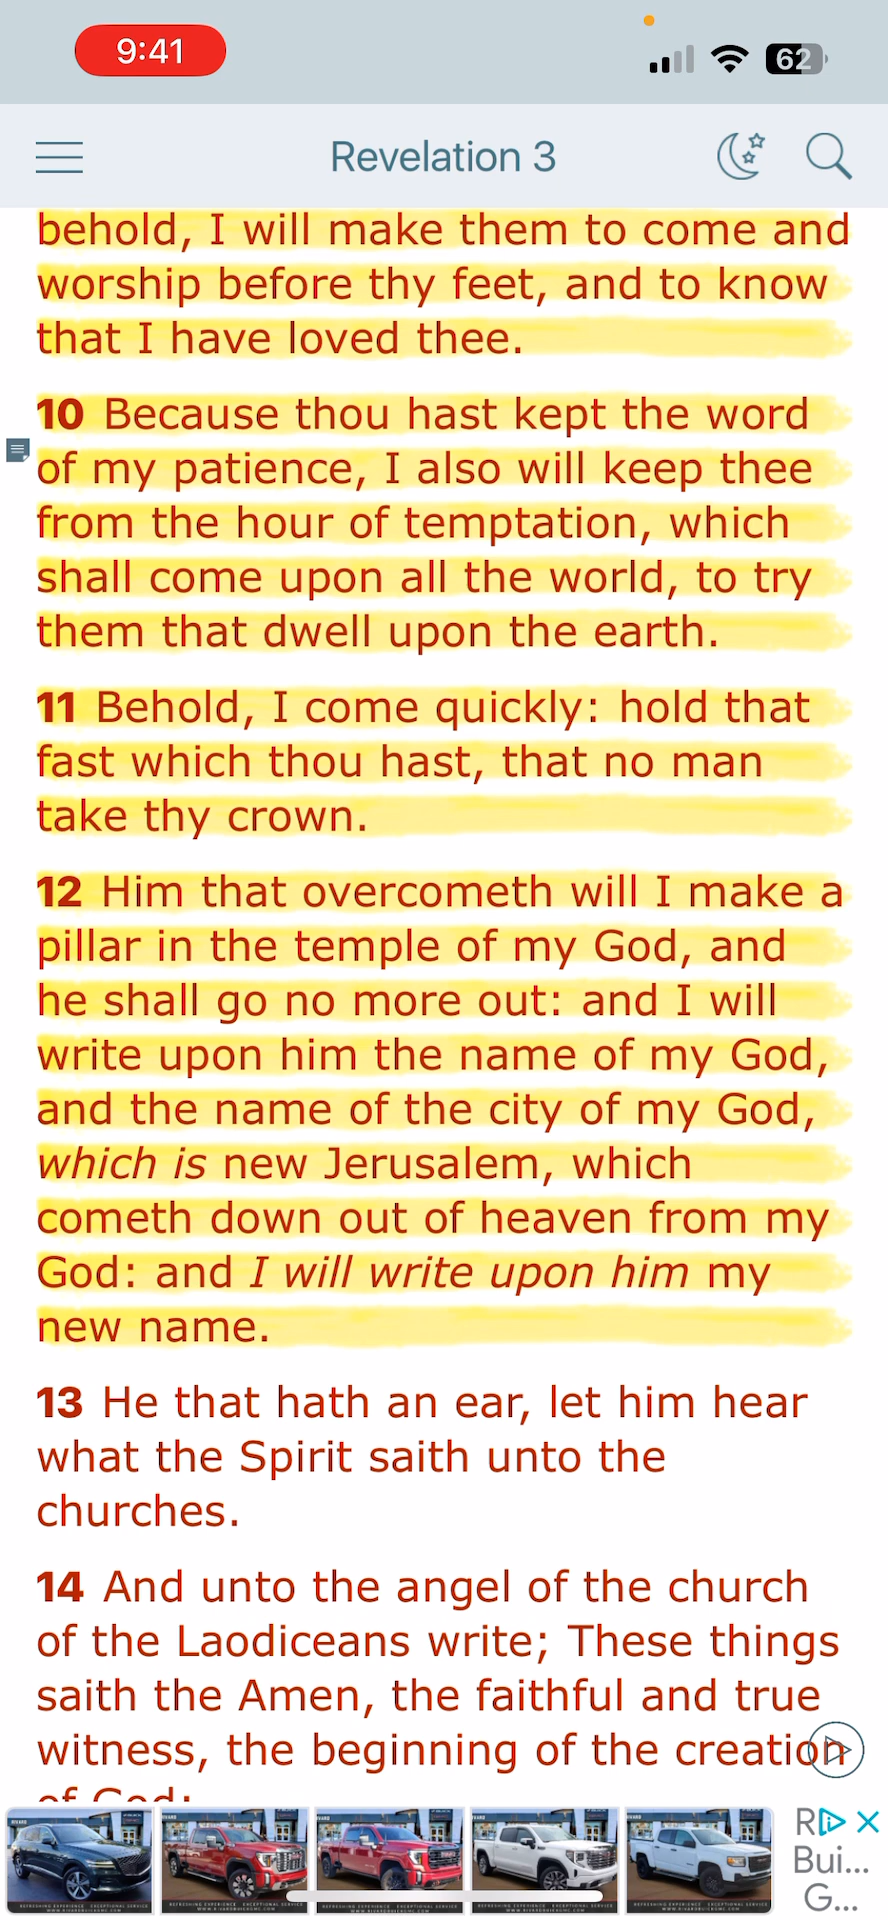 9:41
62
Revelation 3
behold, I will make them to come and
worship before thy feet, and to know
that I have loved thee.
10 Because thou hast kept the word
of my patience, I also will keep thee
from the hour of temptation, which
shall come upon all the world, to try
them that dwell upon the earth.
11 Behold, I come quickly: hold that
fast which thou hast, that no man
take thy crown.
12 Him that overcometh will I make a
pillar in the temple of my God, and
he shall go no more out: and I will
write upon him the name of my God,
and the name of the city of my God,
which is new Jerusalem, which
cometh down out of heaven from my
God: and I will write upon him my
new name.
13 He that hath an ear, let him hear
what the Spirit saith unto the
churches.
14 And unto the angel of the church
of the Laodiceans write; These things
saith the Amen, the faithful and true
witness, the beginning of the creation
of God;
Bui...
G...